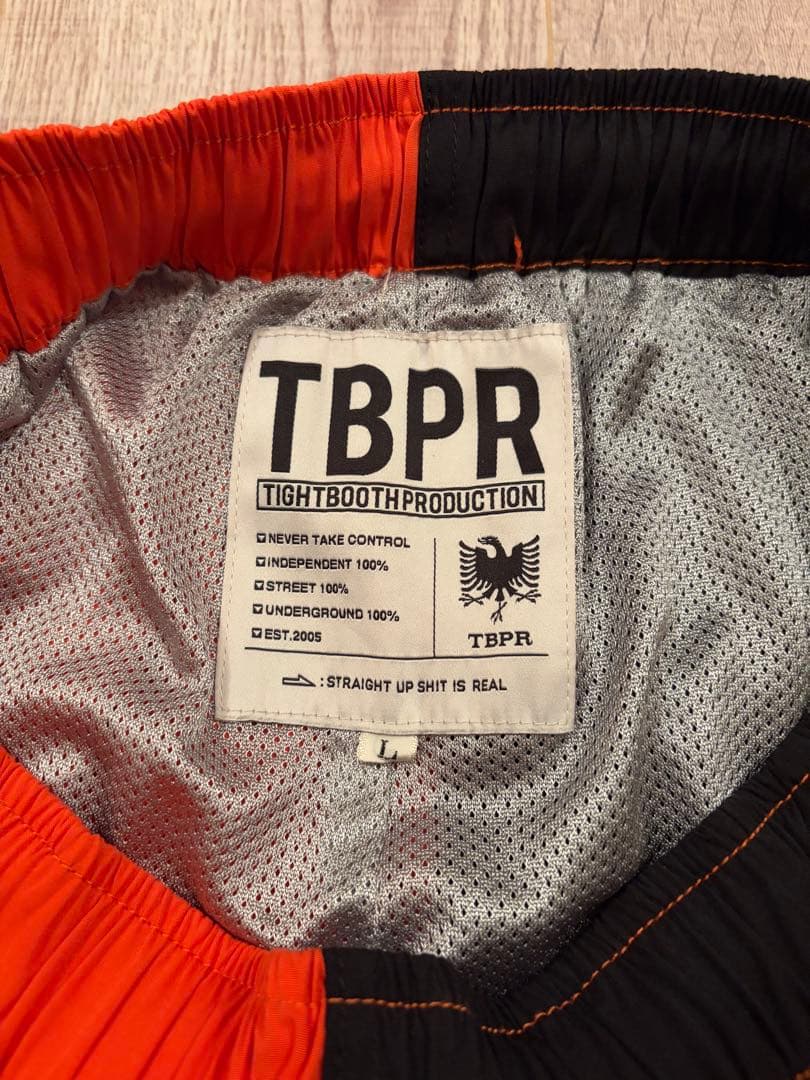 TBPR
TIGHTBOOTHPRODUCTION
NEVER TAKE CONTROL
INDEPENDENT 100%
STREET 100%
UNDERGROUND 100%
EST.2005
TBPR
:STRAIGHT UP SHIT IS REAL
L